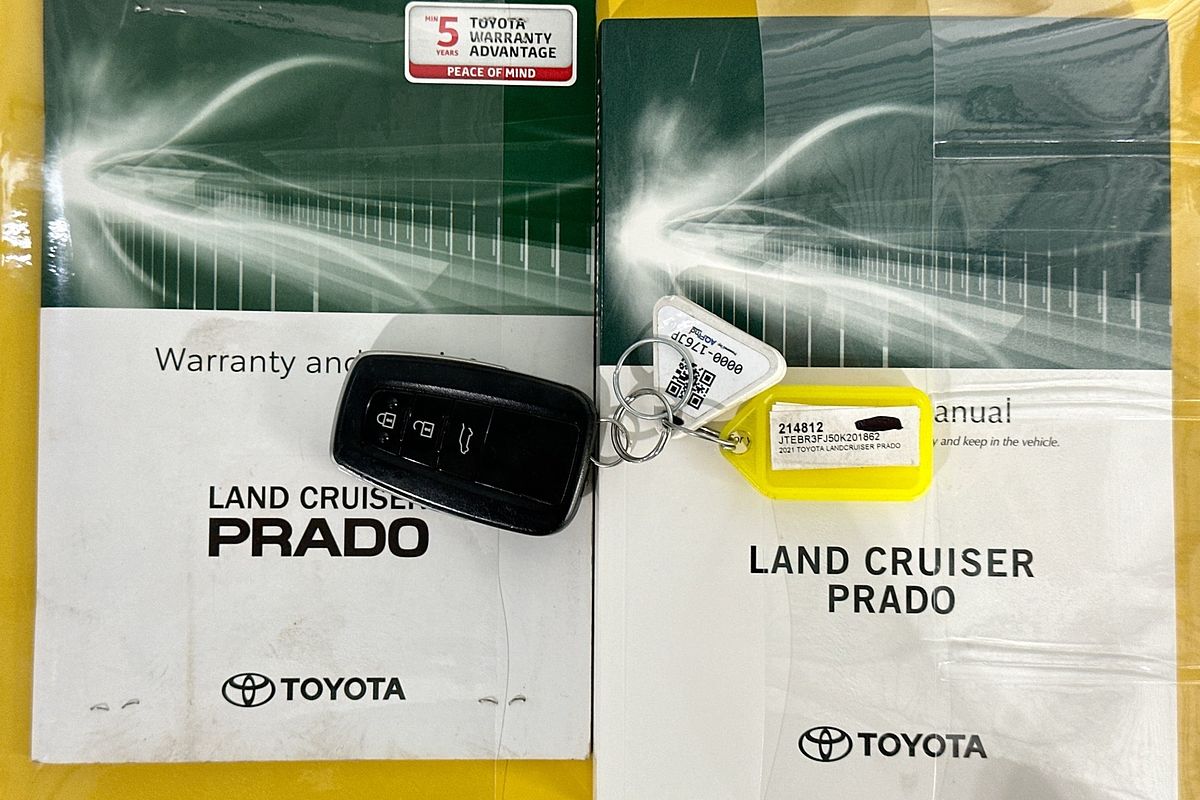 MIN 5 YEARS
TOYOTA
WARRANTY
ADVANTAGE
PEACE OF MIND
Warranty and
LAND CRUISER
PRADO
TOYOTA
0000-176JP
214812
JTEBR3FJ50K201862
2021 TOYOTA LANDCRUISER PRADO
anual
and keep in the vehicle.
LAND CRUISER
PRADO
TOYOTA